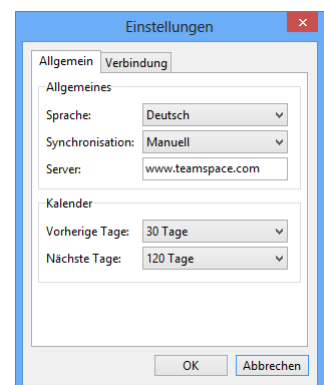 Einstellungen
Allgemein Verbindung
Allgemeines
Sprache: Deutsch
Synchronisation: Manuell
Server: www.teamspace.com
Kalender
Vorherige Tage: 30 Tage
Nächste Tage: 120 Tage
OK Abbrechen